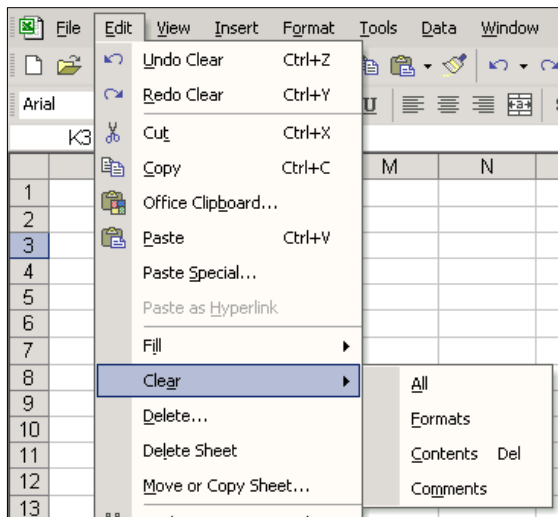 File Edit View Insert Format Tools Data Window
Undo Clear Ctrl+Z
Redo Clear Ctrl+Y
Arial U
Cut Ctrl+X
K3
Copy Ctrl+C
M N
Office Clipboard...
Paste Ctrl+V
Paste Special...
Paste as Hyperlink
Fill
Clear
Delete...
Delete Sheet
Move or Copy Sheet...
All
Formats
Contents Del
Comments
1
2
3
4
5
6
7
8
9
10
11
12
13